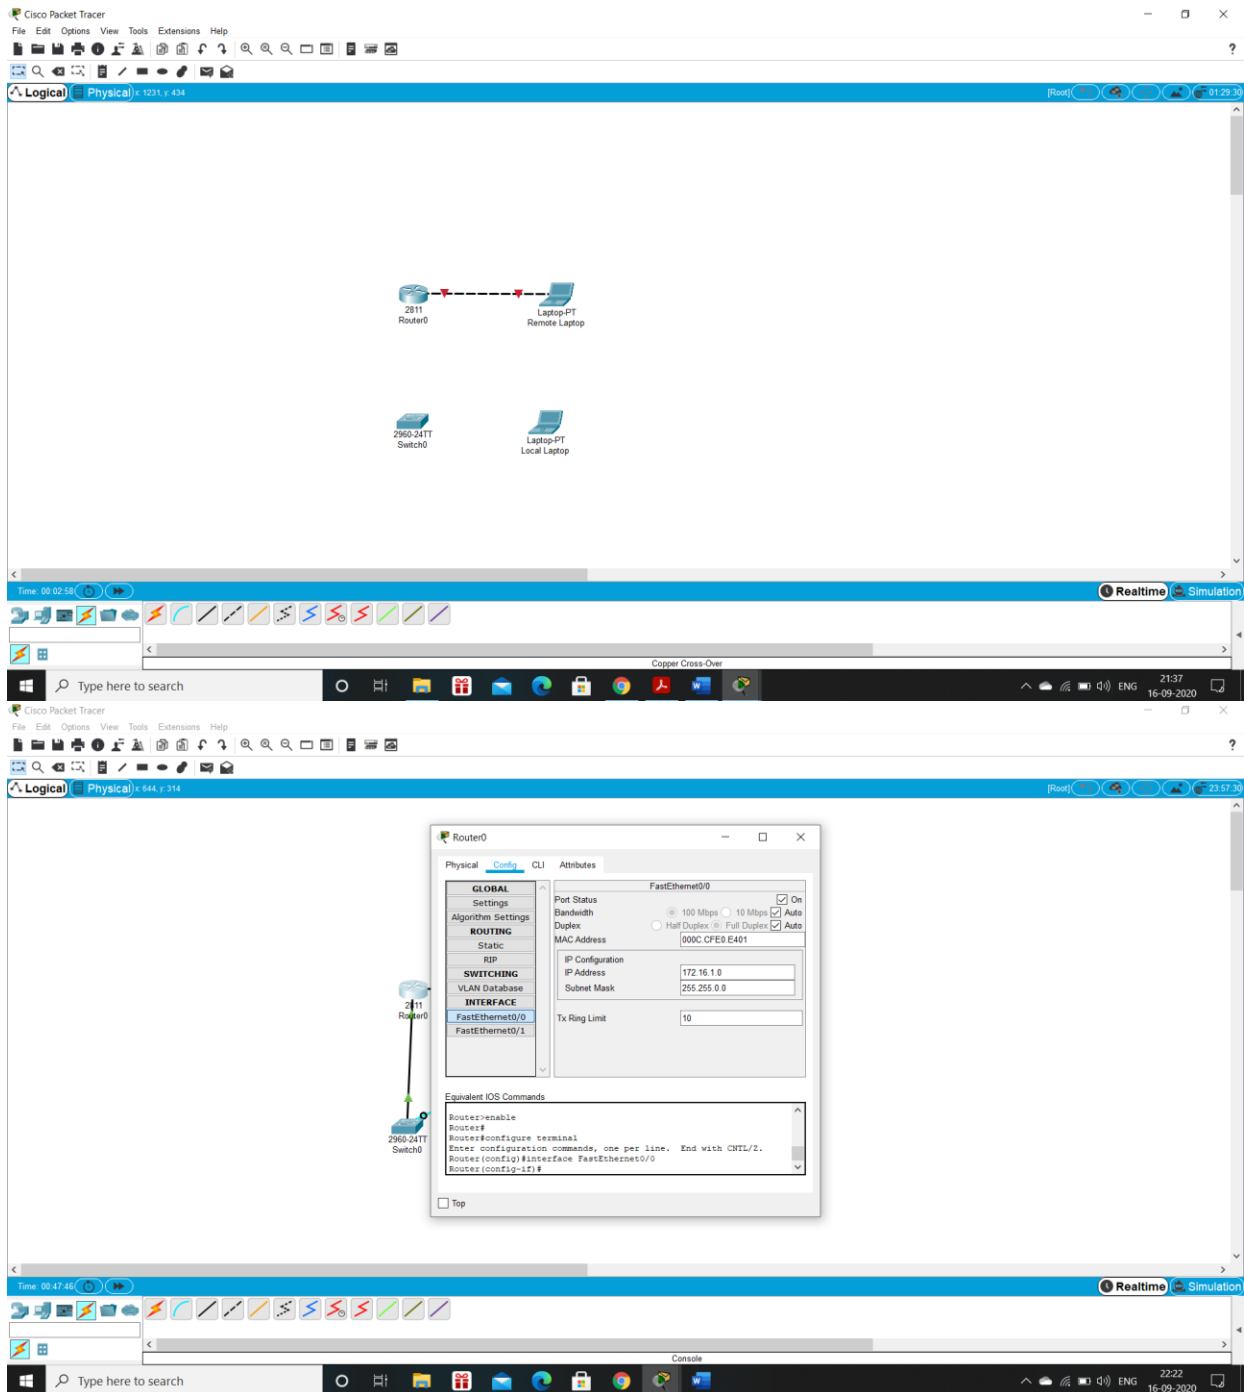 Cisco Packet Tracer
File Edit Options View Tools Extensions Help
?
Logical Physical x: 1231, y: 434 [Root] 01:29:30
2811
Router0
Laptop-PT
Remote Laptop
2960-24TT
Switch0
Laptop-PT
Local Laptop
Time: 00:02:58 Realtime Simulation
Copper Cross-Over
Type here to search
ENG
21:37
16-09-2020
Cisco Packet Tracer
File Edit Options View Tools Extensions Help
?
Logical Physical x: 644, y: 314 [Root] 23:57:30
Router0
Physical Config CLI Attributes
GLOBAL
Settings
Algorithm Settings
ROUTING
Static
RIP
SWITCHING
VLAN Database
INTERFACE
FastEthernet0/0
FastEthernet0/1
FastEthernet0/0
Port Status On
Bandwidth 100 Mbps 10 Mbps Auto
Duplex Half Duplex Full Duplex Auto
MAC Address 000C.CFE0.E401
IP Configuration
IP Address 172.16.1.0
Subnet Mask 255.255.0.0
Tx Ring Limit 10
Equivalent IOS Commands
Router>enable
Router#
Router#configure terminal
Enter configuration commands, one per line. End with CNTL/Z.
Router(config)#interface FastEthernet0/0
Router(config-if)#
Top
2811
Router0
2960-24TT
Switch0
Time: 00:47:46 Realtime Simulation
Console
Type here to search
ENG
22:22
16-09-2020